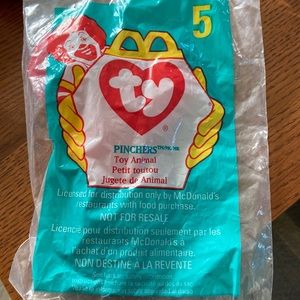 5
ty
®
PINCHERS
Toy Animal
Petit toutou
Jugete de Animal
Licensed for distribution only by McDonald's
restaurants with food purchase.
NOT FOR RESALE
Licence pour distribution seulement par les
restaurants McDonald's à
l'achat d'un produit alimentaire.
NON DESTINÉ À LA REVENTE